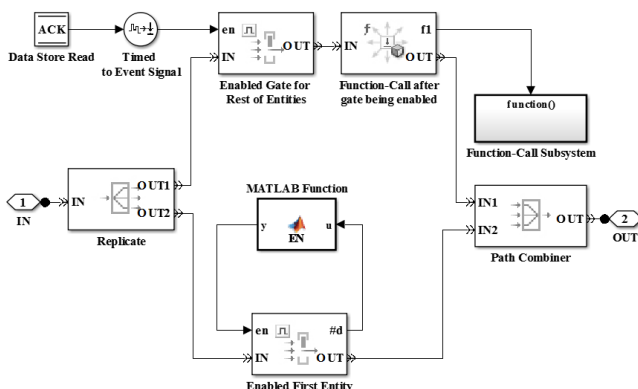 ACK
Data Store Read
Timed
to Event Signal
en
IN
OUT
Enabled Gate for
Rest of Entities
IN
f1
OUT
Function-Call after
gate being enabled
function()
Function-Call Subsystem
1
IN
IN
OUT1
OUT2
Replicate
MATLAB Function
y
EN
u
IN1
IN2
OUT
Path Combiner
2
OUT
en
IN
#d
OUT
Enabled First Entity